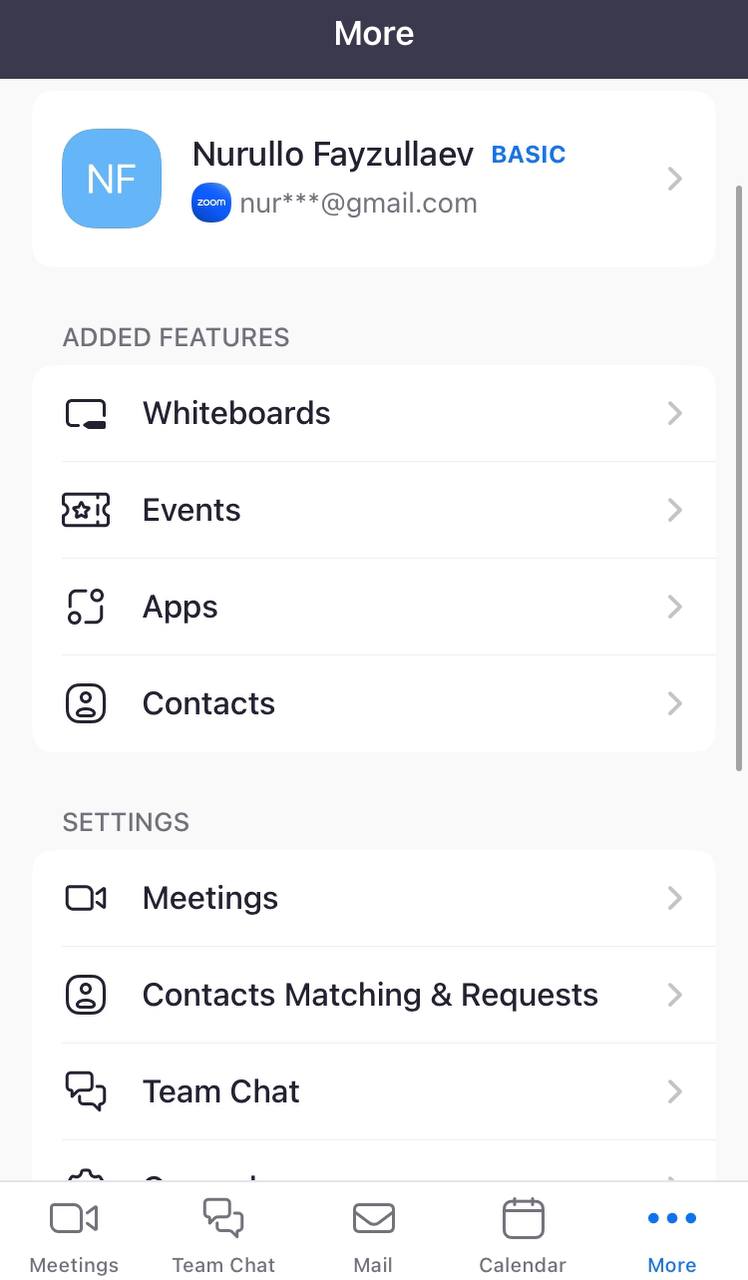 More
NF
Nurullo Fayzullaev BASIC
zoom nur***@gmail.com
ADDED FEATURES
Whiteboards
Events
Apps
Contacts
SETTINGS
Meetings
Contacts Matching & Requests
Team Chat
Meetings Team Chat Mail Calendar More